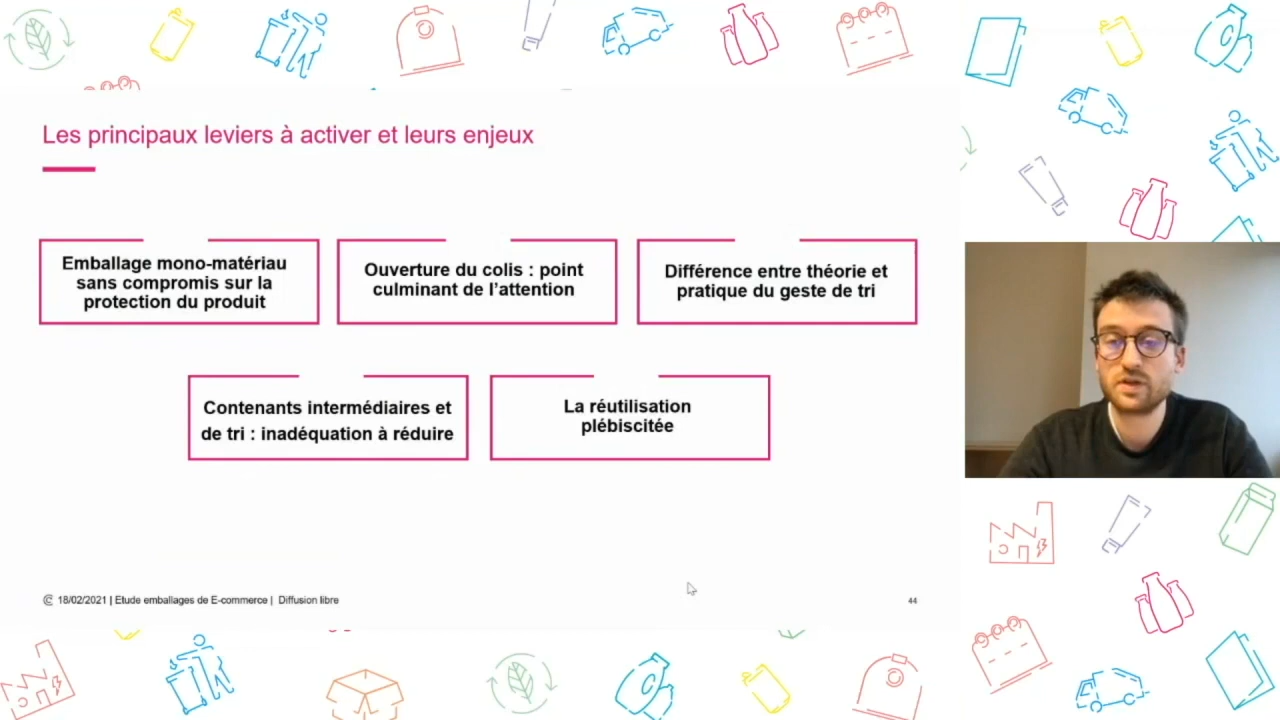 Les principaux leviers à activer et leurs enjeux
Emballage mono-matériau
sans compromis sur la
protection du produit
Ouverture du colis : point
culminant de l’attention
Différence entre théorie et
pratique du geste de tri
Contenants intermédiaires et
de tri : inadéquation à réduire
La réutilisation
plébiscitée
18/02/2021 | Etude emballages de E-commerce | Diffusion libre
44